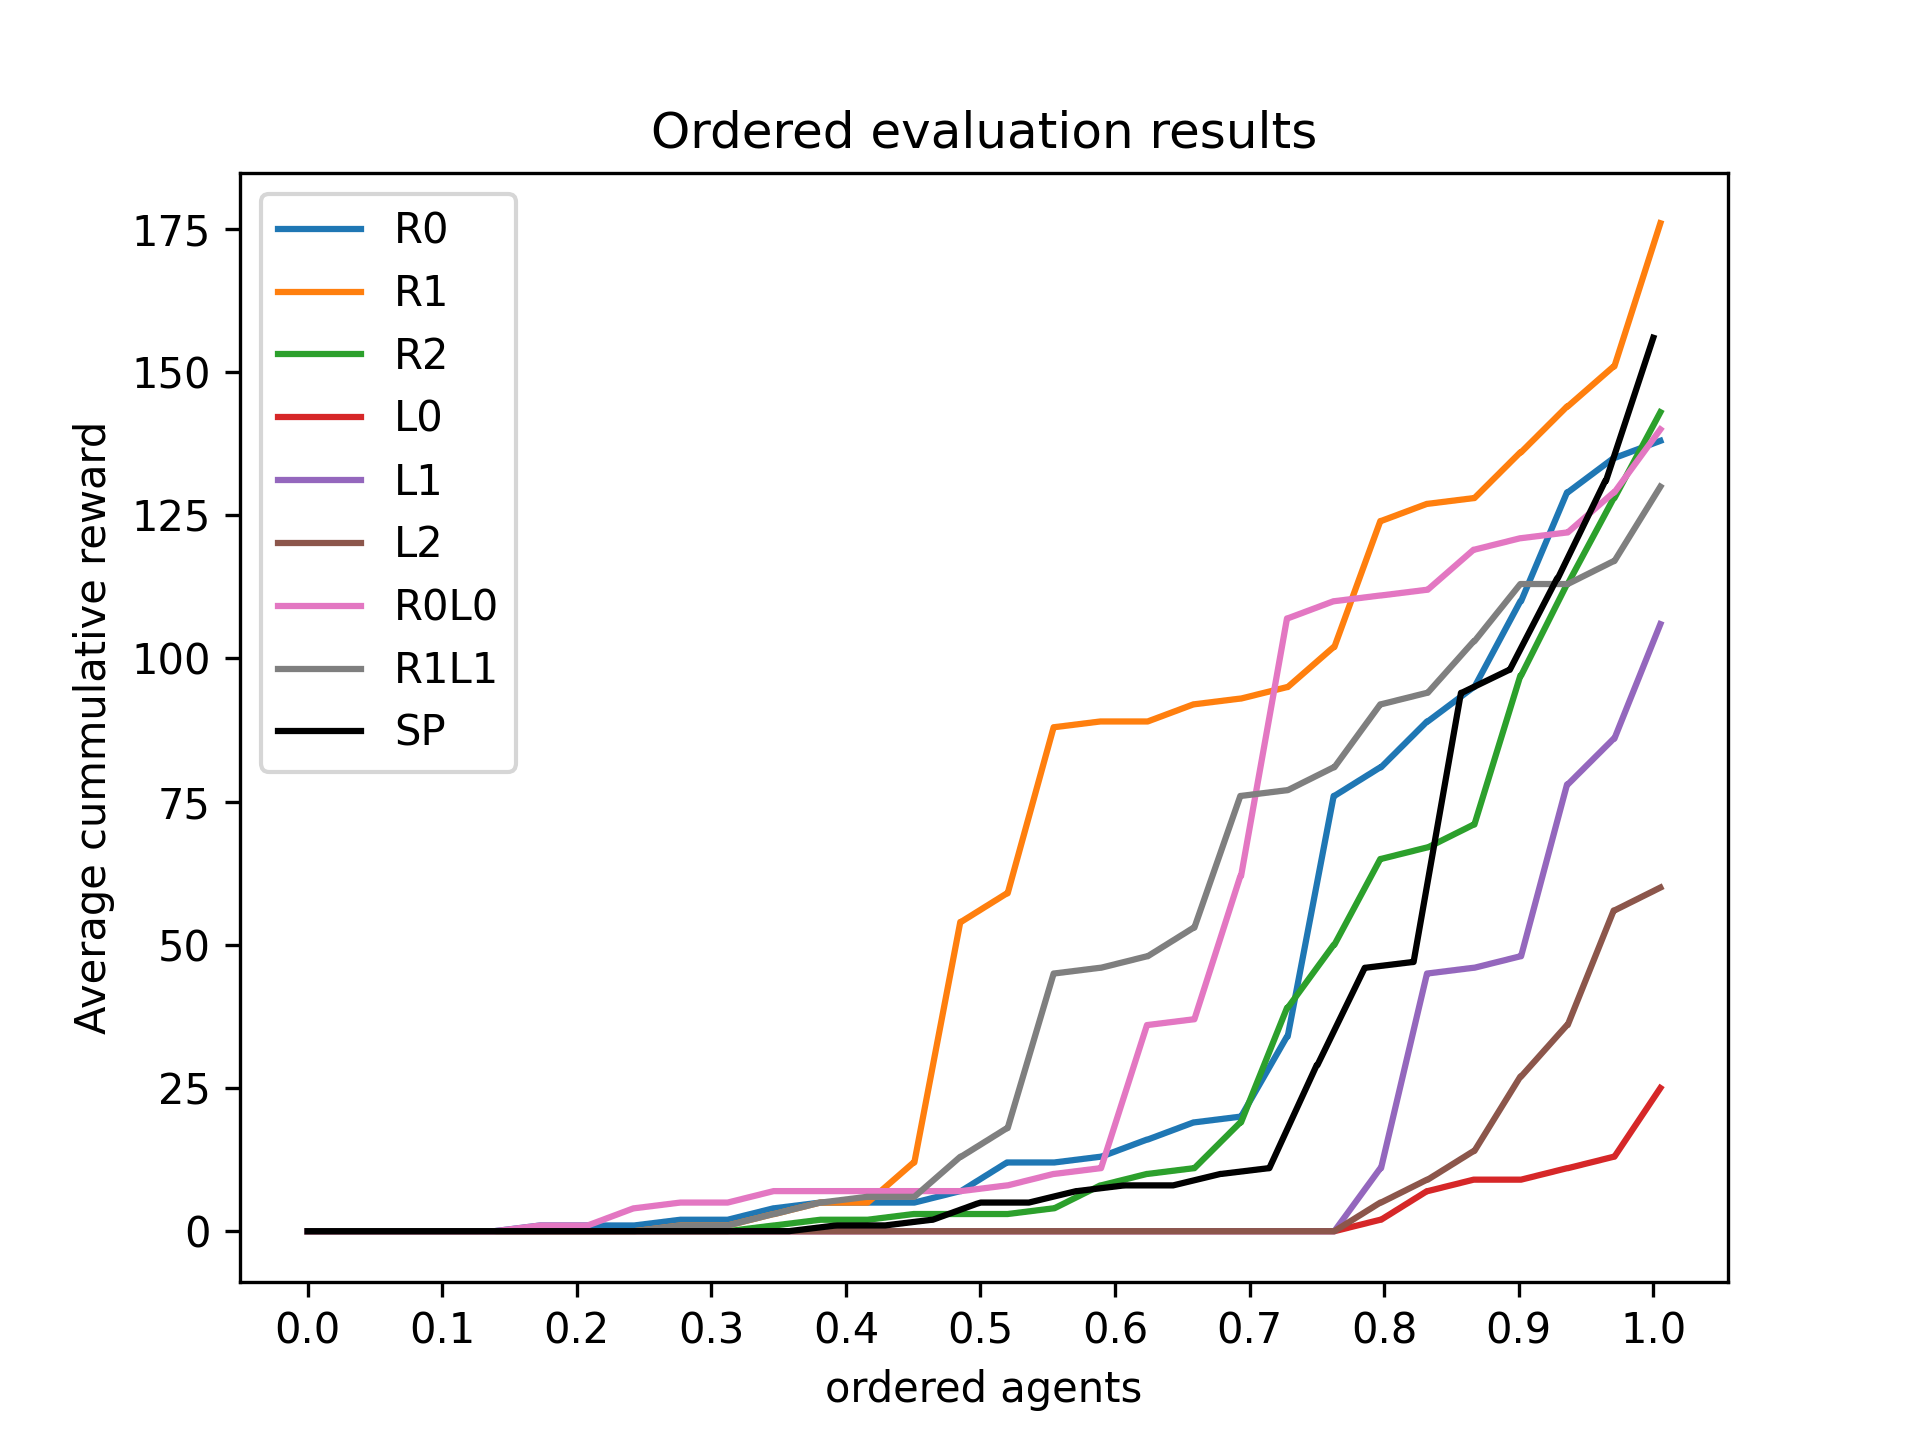 Ordered evaluation results
Average cummulative reward
175
150
125
100
75
50
25
0
R0
R1
R2
L0
L1
L2
R0L0
R1L1
SP
0.0 0.1 0.2 0.3 0.4 0.5 0.6 0.7 0.8 0.9 1.0
ordered agents